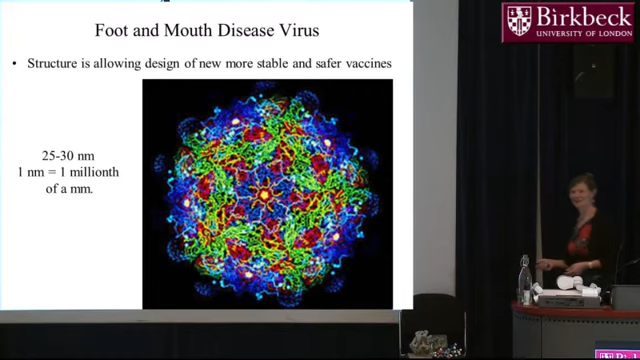 Foot and Mouth Disease Virus
• Structure is allowing design of new more stable and safer vaccines
25-30 nm
1 nm = 1 millionth
of a mm.
Birkbeck
UNIVERSITY OF LONDON